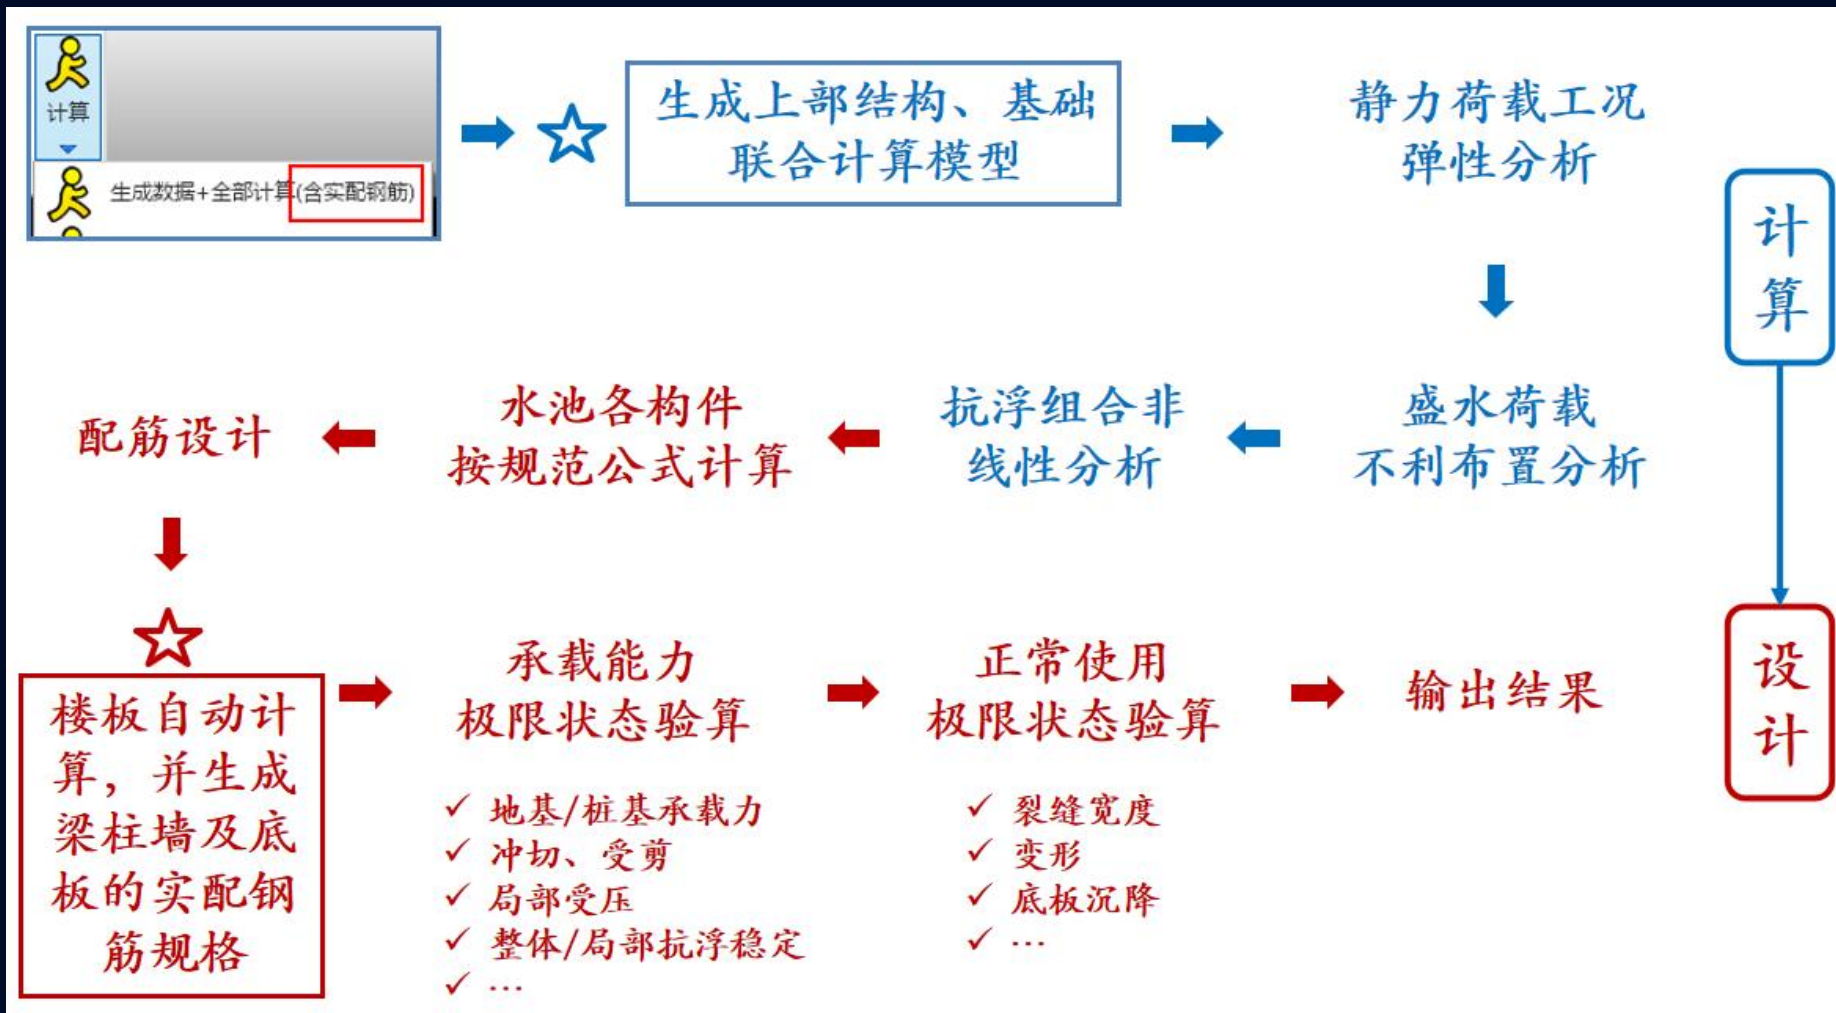 计算
生成数据+全部计算(含实配钢筋)
生成上部结构、基础
联合计算模型
静力荷载工况
弹性分析
计
算
盛水荷载
不利布置分析
抗浮组合非
线性分析
水池各构件
按规范公式计算
配筋设计
楼板自动计
算，并生成
梁柱墙及底
板的实配钢
筋规格
承载能力
极限状态验算
✓ 地基/桩基承载力
✓ 冲切、受剪
✓ 局部受压
✓ 整体/局部抗浮稳定
✓ …
正常使用
极限状态验算
✓ 裂缝宽度
✓ 变形
✓ 底板沉降
✓ …
输出结果
设
计